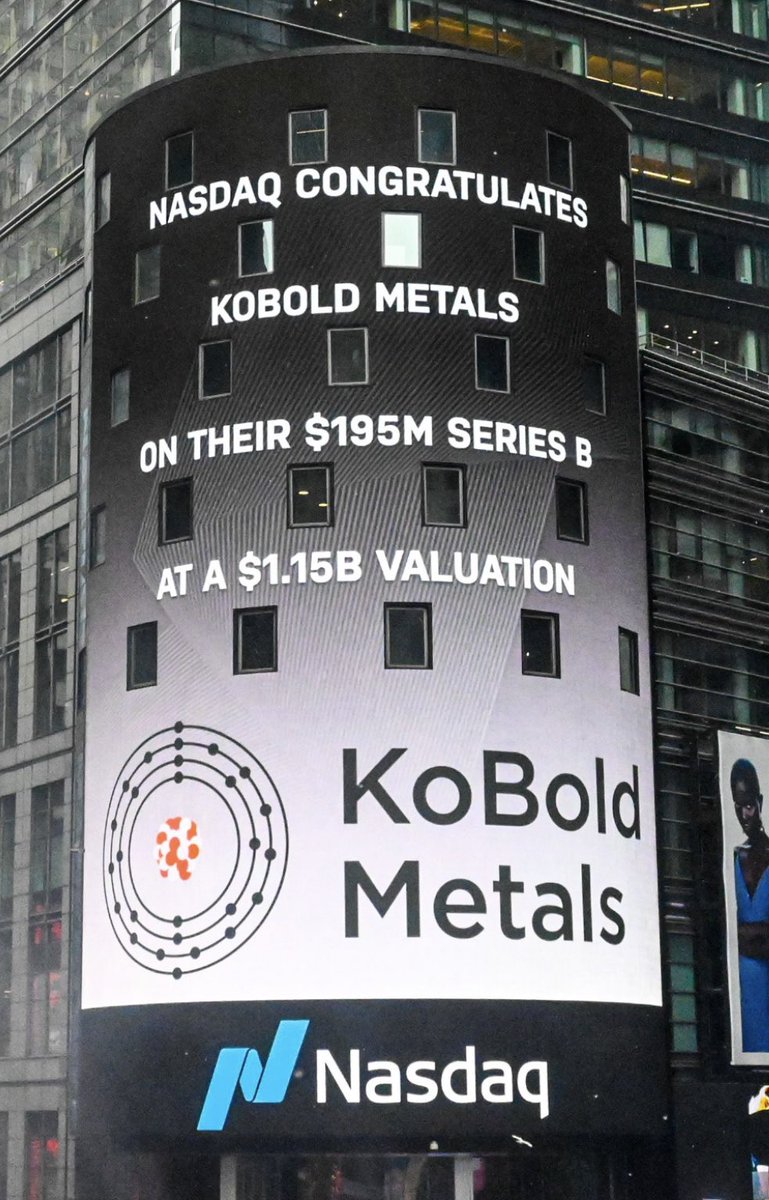 NASDAQ CONGRATULATES
KOBOLD METALS
ON THEIR $195M SERIES B
AT A $1.15B VALUATION
KoBold
Metals
Nasdaq